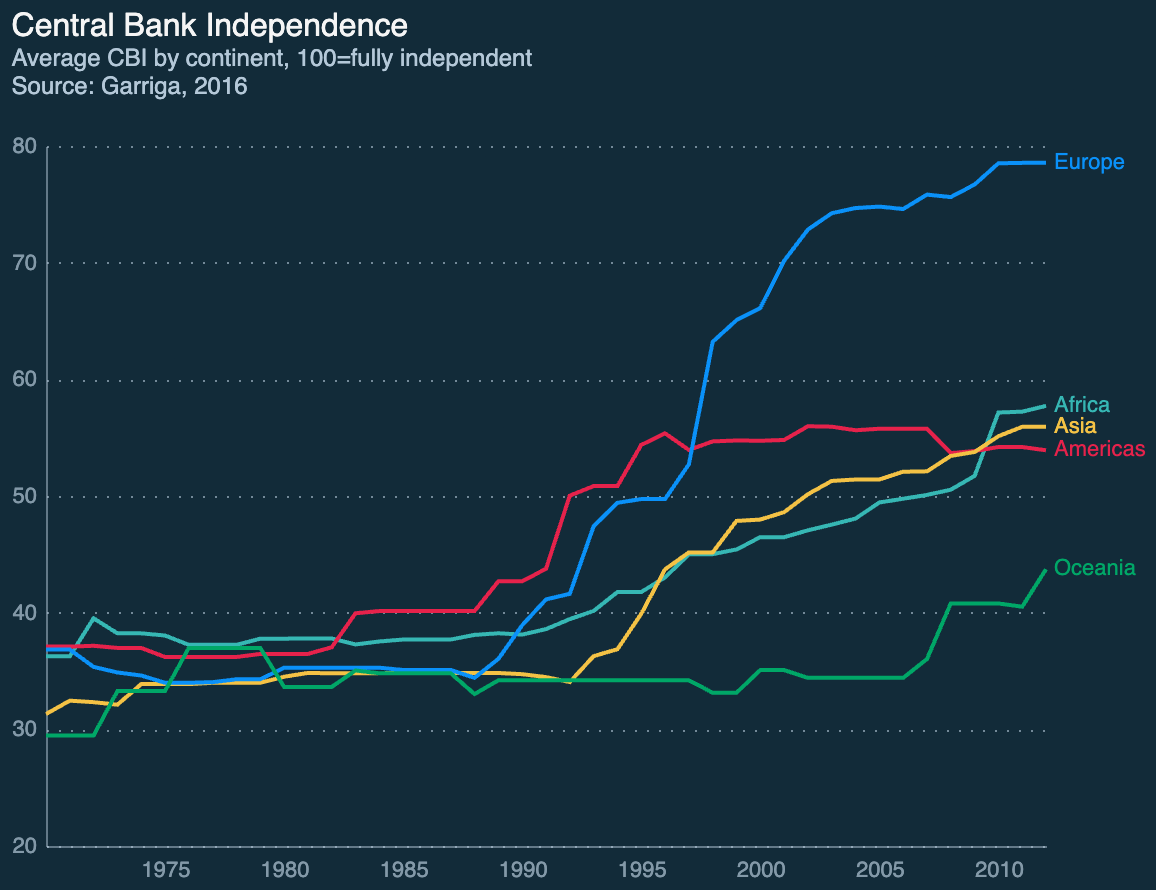 Central Bank Independence
Average CBI by continent, 100=fully independent
Source: Garriga, 2016
80
Europe
70
60
Africa
Asia
Americas
50
Oceania
40
30
20
1975 1980 1985 1990 1995 2000 2005 2010